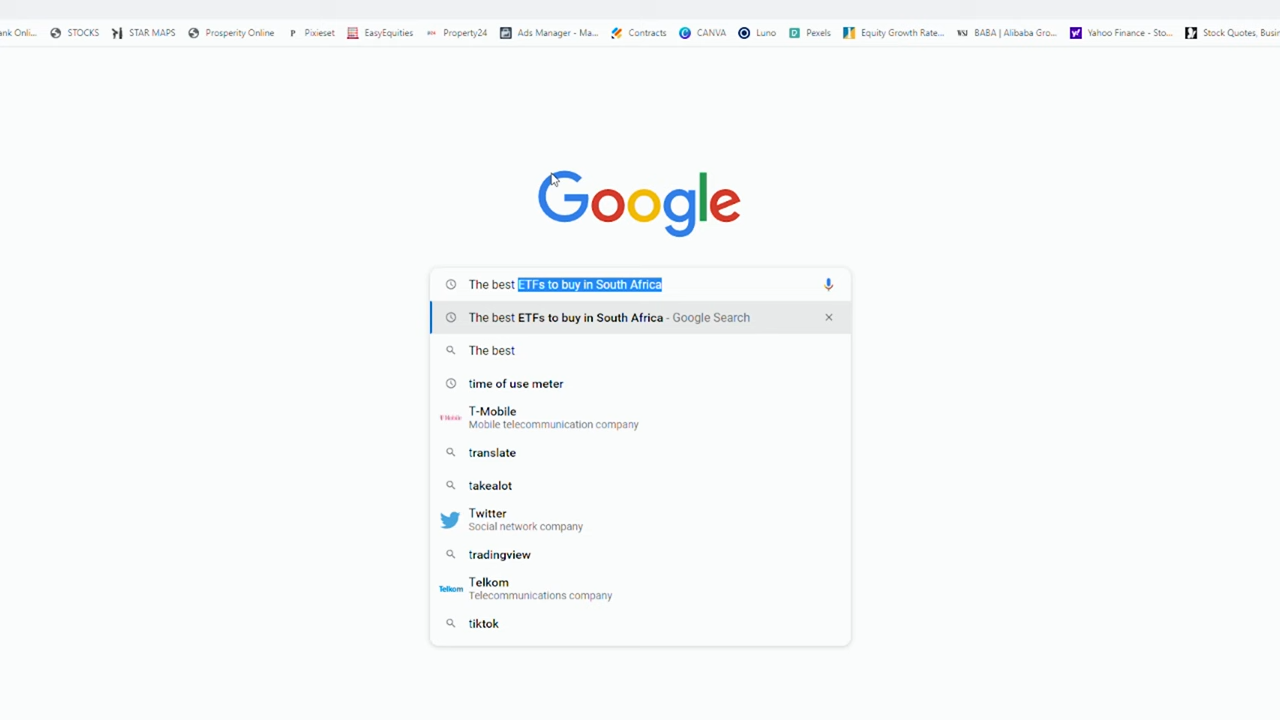 ank Onli... STOCKS STAR MAPS Prosperity Online Pixieset EasyEquities Property24 Ads Manager - Ma... Contracts CANVA Luno Pexels Equity Growth Rate... WSJ BABA | Alibaba Gro... Yahoo Finance - Sto... Stock Quotes, Busin
Google
The best ETFs to buy in South Africa
The best ETFs to buy in South Africa - Google Search
The best
time of use meter
T-Mobile
Mobile telecommunication company
translate
takealot
Twitter
Social network company
tradingview
Telkom Telkom
Telecommunications company
tiktok